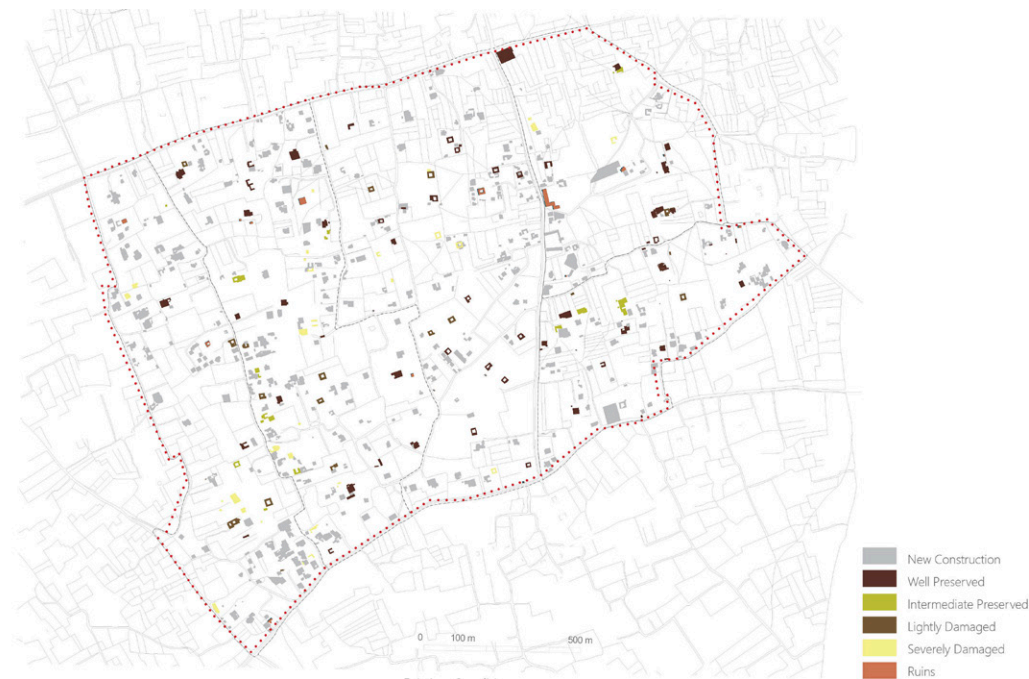 New Construction
Well Preserved
Intermediate Preserved
Lightly Damaged
Severely Damaged
Ruins
0 100 m 500 m